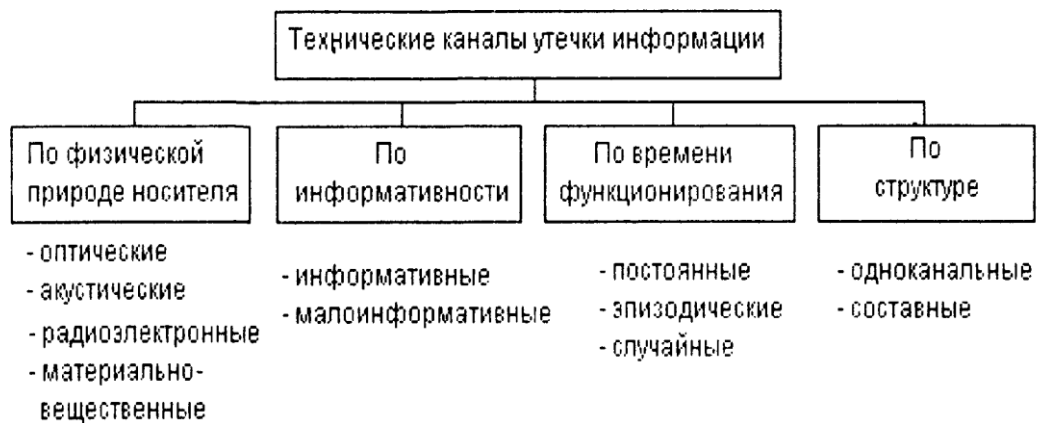 Технические каналы утечки информации
По физической
природе носителя
- оптические
- акустические
- радиоэлектронные
- материально-
вещественные
По
информативности
- информативные
- малоинформативные
По времени
функционирования
- постоянные
- эпизодические
- случайные
По
структуре
- одноканальные
- составные